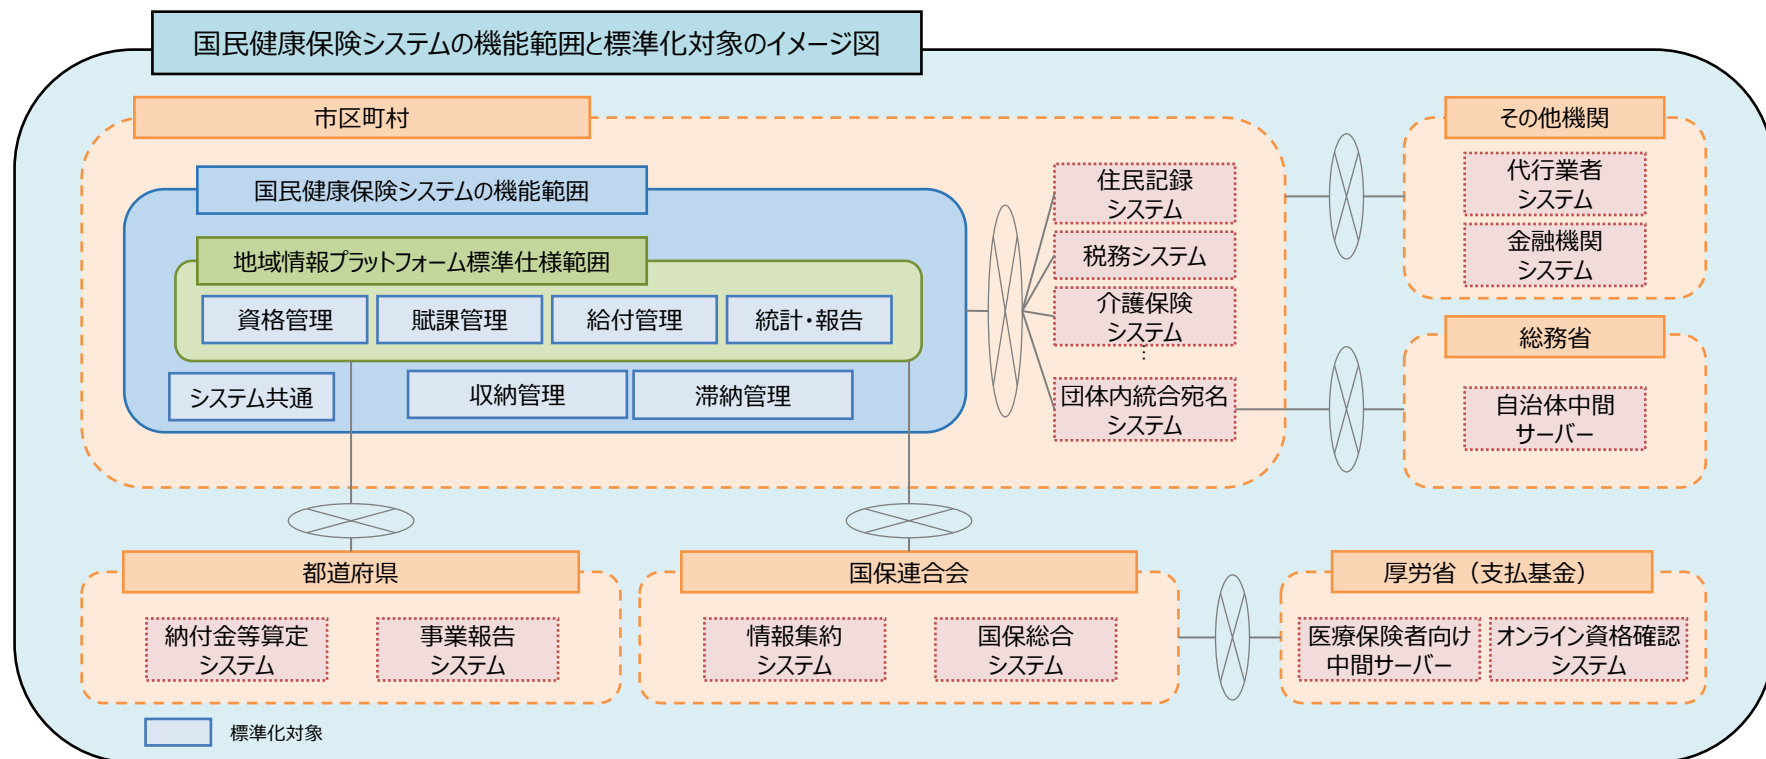 国民健康保険システムの機能範囲と標準化対象のイメージ図
市区町村
国民健康保険システムの機能範囲
地域情報プラットフォーム標準仕様範囲
資格管理
賦課管理
給付管理
統計・報告
システム共通
収納管理
滞納管理
住民記録
システム
税務システム
介護保険
システム
…
団体内統合宛名
システム
その他機関
代行業者
システム
金融機関
システム
総務省
自治体中間
サーバー
都道府県
納付金等算定
システム
事業報告
システム
国保連合会
情報集約
システム
国保総合
システム
厚労省（支払基金）
医療保険者向け
中間サーバー
オンライン資格確認
システム
標準化対象